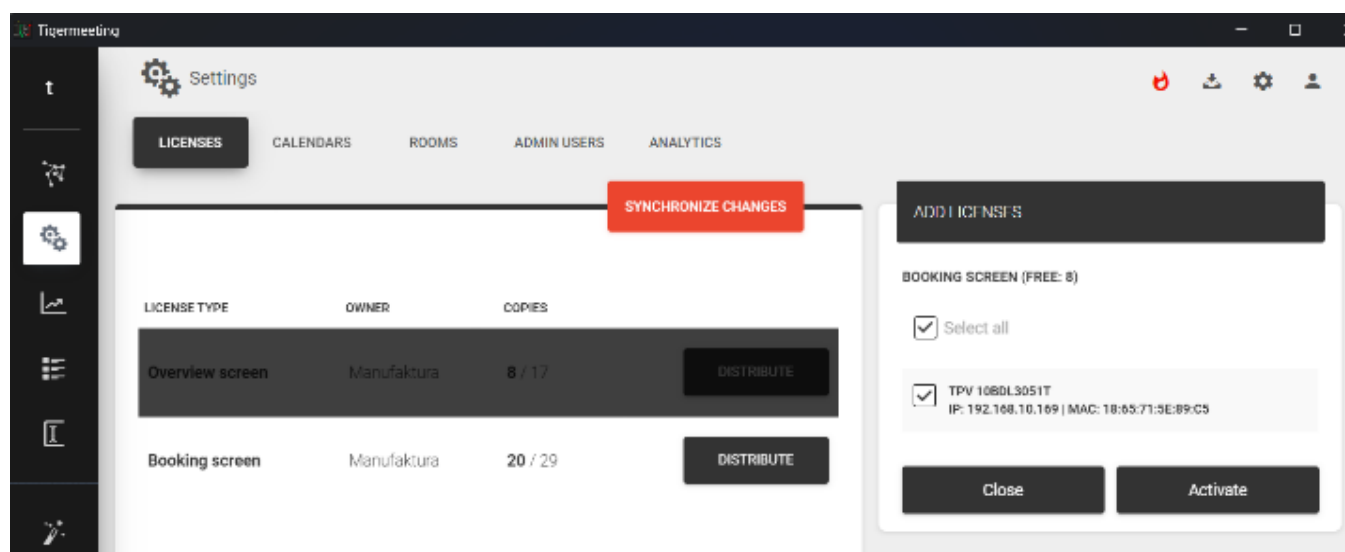 Tigermeeting
t
Settings
LICENSES CALENDARS ROOMS ADMIN USERS ANALYTICS
SYNCHRONIZE CHANGES
ADD LICENSES
BOOKING SCREEN (FREE: 8)
LICENSE TYPE OWNER COPIES
Select all
Overview screen Manufaktura 8 / 17 DISTRIBUTE
TPV 10BDL3051T
IP: 192.168.10.169 | MAC: 18:65:71:5E:89:C5
Booking screen Manufaktura 20 / 29 DISTRIBUTE
Close Activate